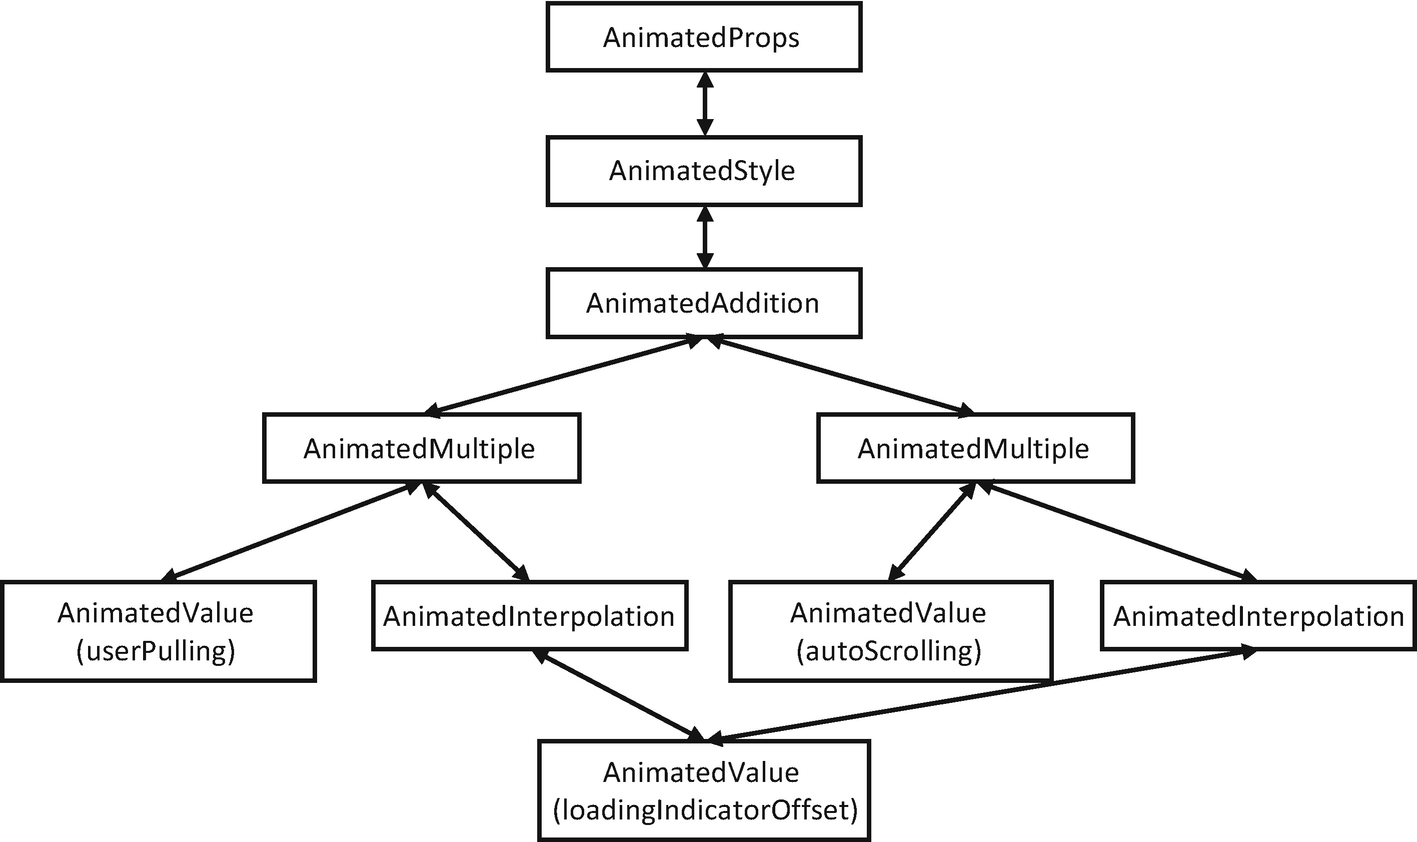 AnimatedProps
AnimatedStyle
AnimatedAddition
AnimatedMultiple
AnimatedMultiple
AnimatedValue
(userPulling)
AnimatedInterpolation
AnimatedValue
(autoScrolling)
AnimatedInterpolation
AnimatedValue
(loadingIndicatorOffset)